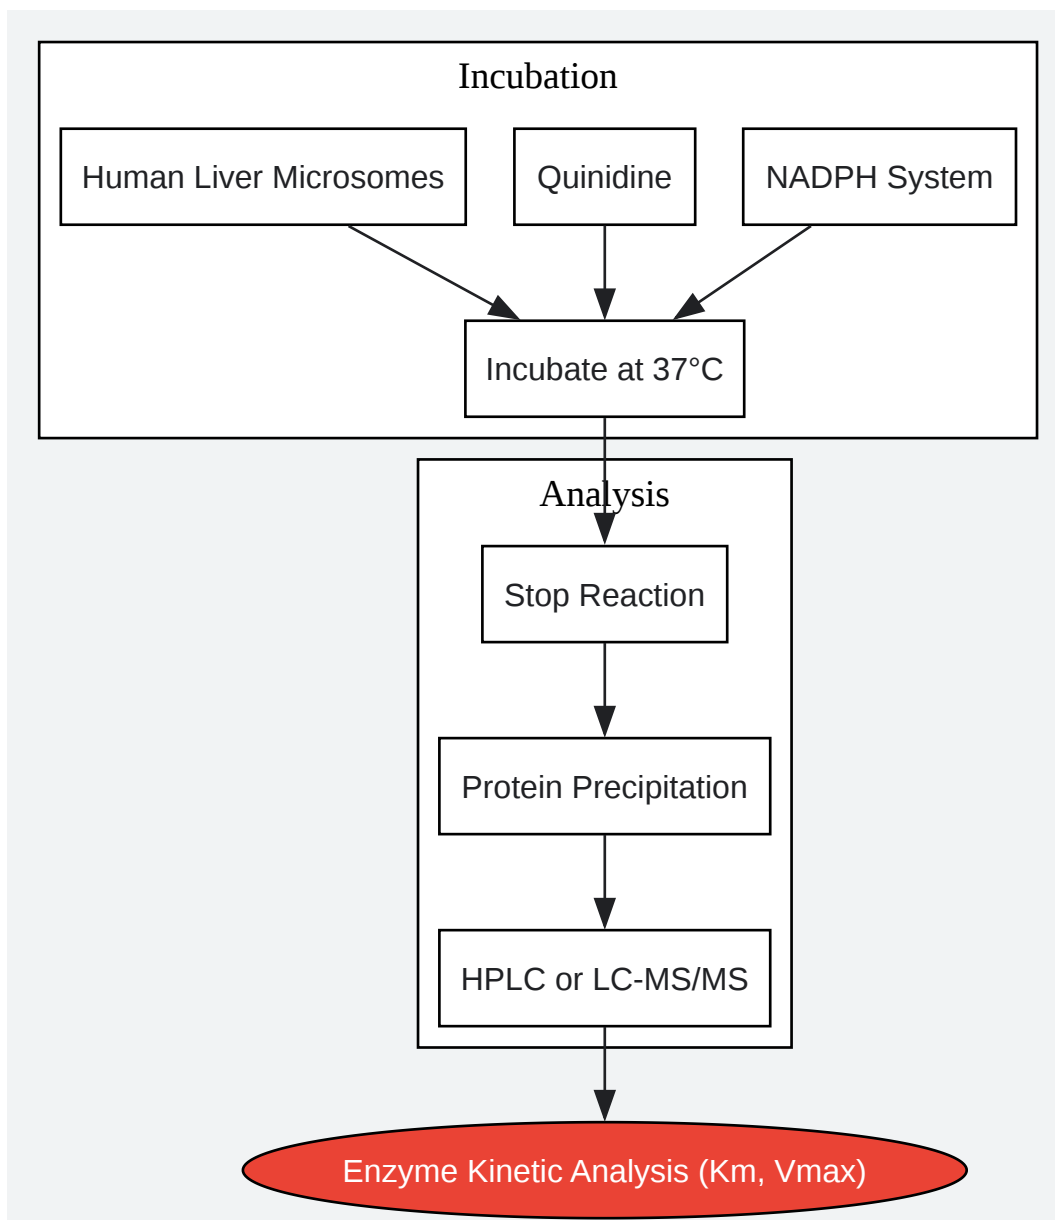 Incubation
Human Liver Microsomes
Quinidine
NADPH System
Incubate at 37°C
Analysis
Stop Reaction
Protein Precipitation
HPLC or LC-MS/MS
Enzyme Kinetic Analysis (Km, Vmax)